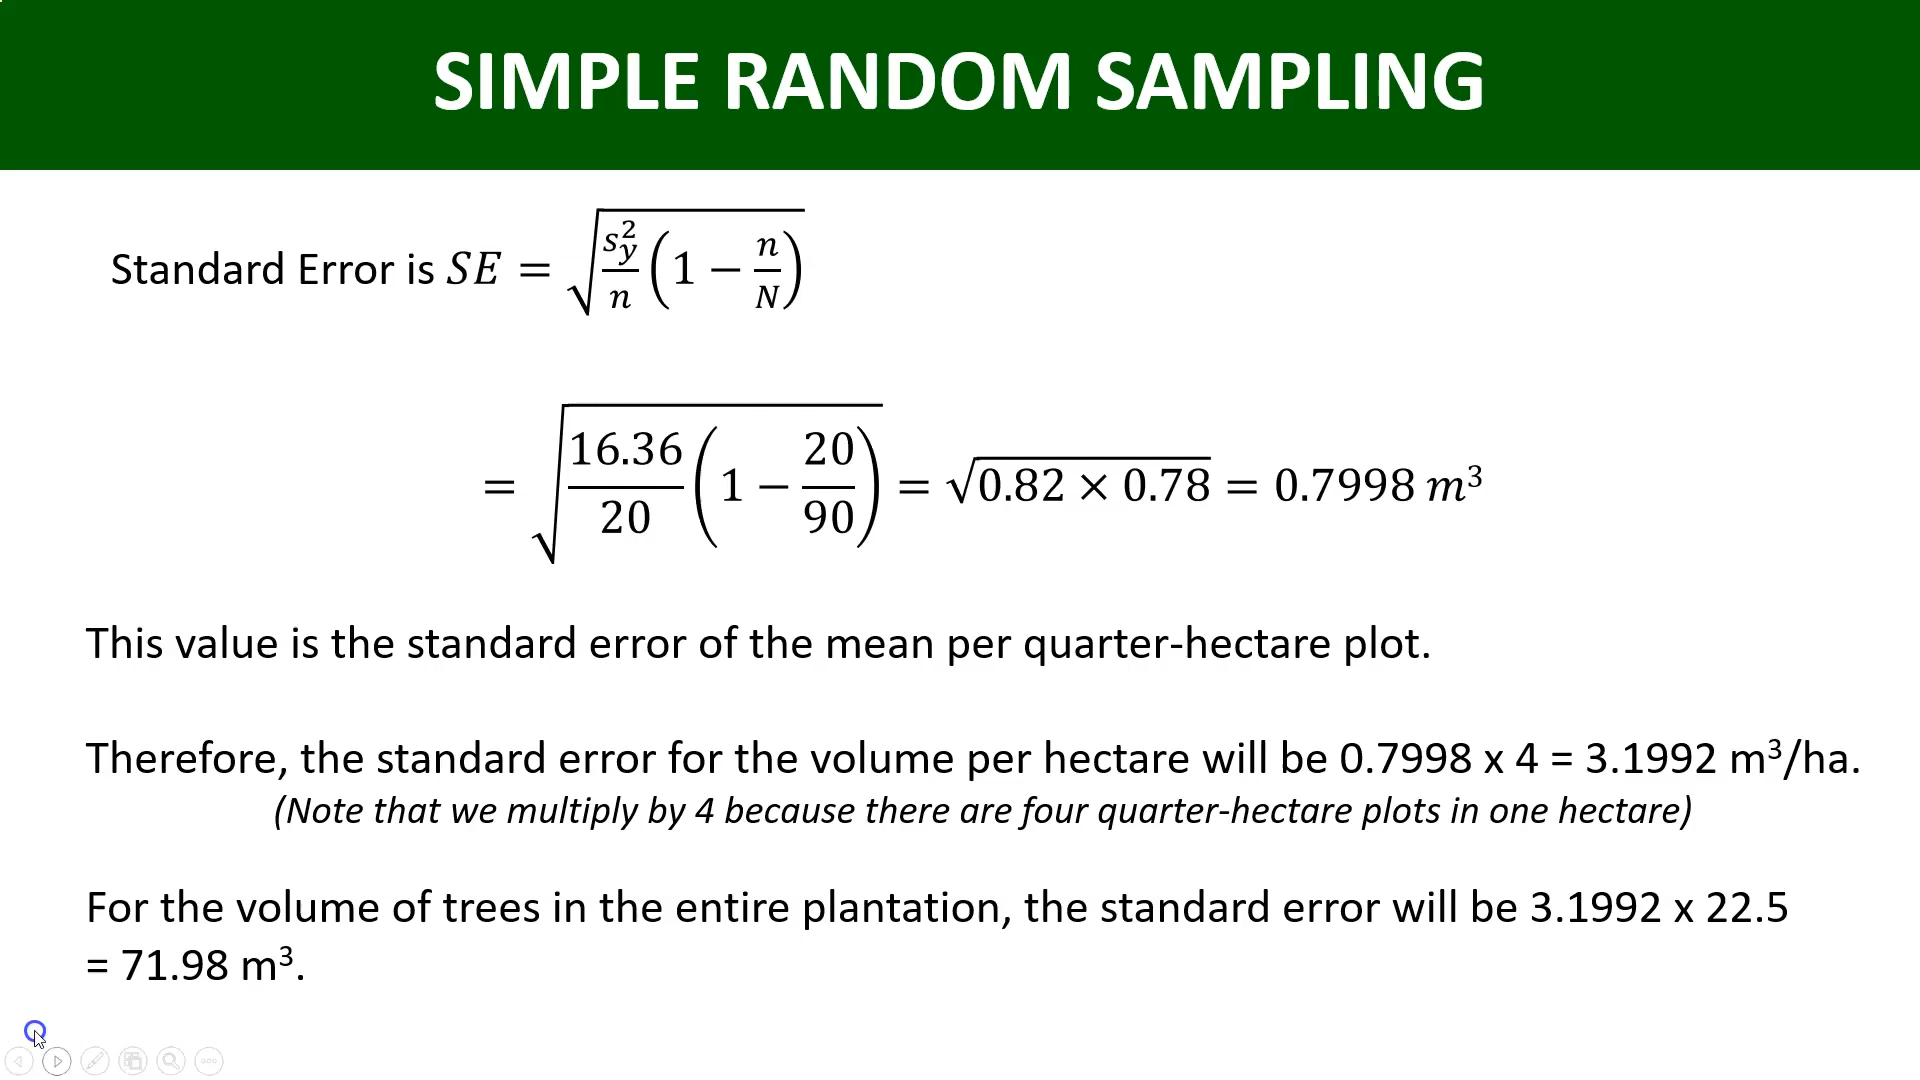 SIMPLE RANDOM SAMPLING
Standard Error is $SE = \sqrt{\frac{s_y^2}{n}\left(1 - \frac{n}{N}\right)}$
$= \sqrt{\frac{16.36}{20}\left(1 - \frac{20}{90}\right)} = \sqrt{0.82 \times 0.78} = 0.7998\ m^3$
This value is the standard error of the mean per quarter-hectare plot.
Therefore, the standard error for the volume per hectare will be 0.7998 x 4 = 3.1992 m³/ha.
(Note that we multiply by 4 because there are four quarter-hectare plots in one hectare)
For the volume of trees in the entire plantation, the standard error will be 3.1992 x 22.5
= 71.98 m³.